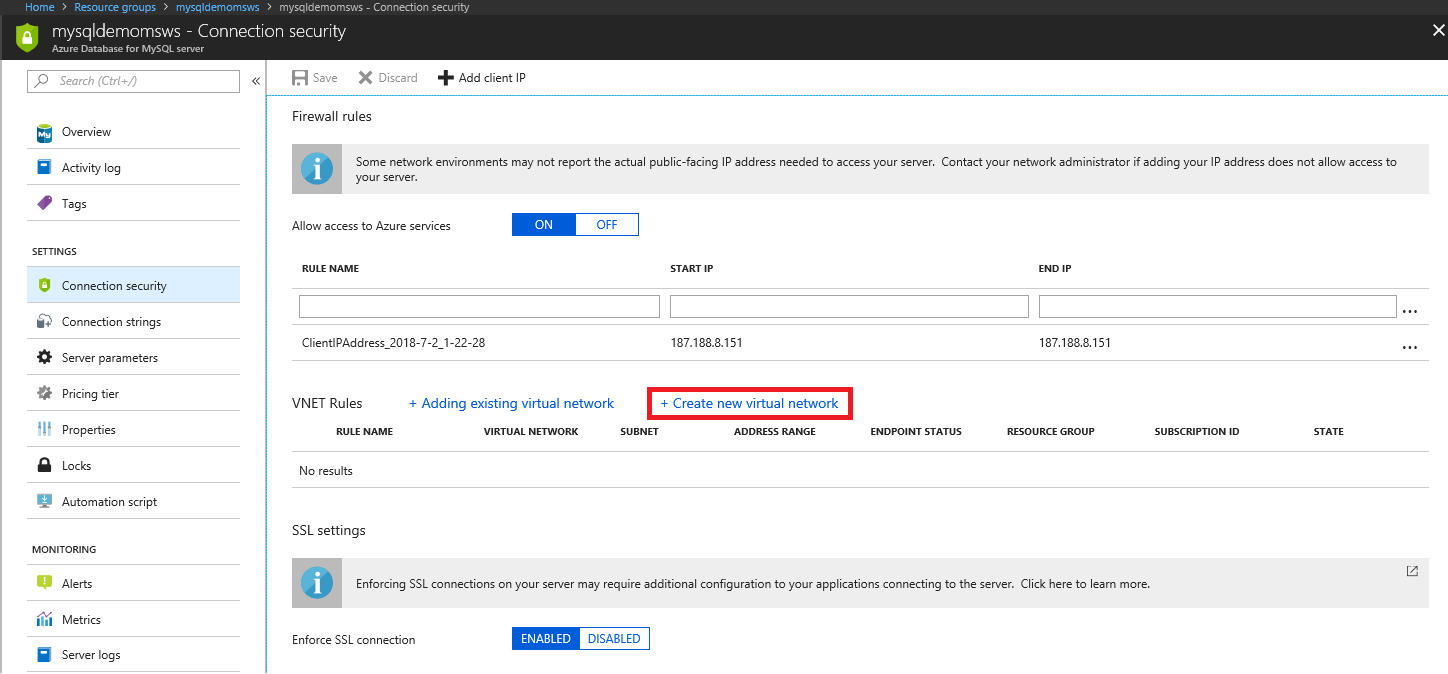 Home > Resource groups > mysqldemomsws > mysqldemomsws - Connection security
mysqldemomsws - Connection security
Azure Database for MySQL server
Search (Ctrl+/)
«
Save
Discard
Add client IP
My
Overview
Activity log
Tags
SETTINGS
Connection security
Connection strings
Server parameters
Pricing tier
Properties
Locks
Automation script
MONITORING
Alerts
Metrics
Server logs
Firewall rules
Some network environments may not report the actual public-facing IP address needed to access your server. Contact your network administrator if adding your IP address does not allow access to
your server.
Allow access to Azure services ON OFF
RULE NAME START IP END IP
...
ClientIPAddress_2018-7-2_1-22-28 187.188.8.151 187.188.8.151 ...
VNET Rules + Adding existing virtual network + Create new virtual network
RULE NAME VIRTUAL NETWORK SUBNET ADDRESS RANGE ENDPOINT STATUS RESOURCE GROUP SUBSCRIPTION ID STATE
No results
SSL settings
Enforcing SSL connections on your server may require additional configuration to your applications connecting to the server. Click here to learn more.
Enforce SSL connection ENABLED DISABLED